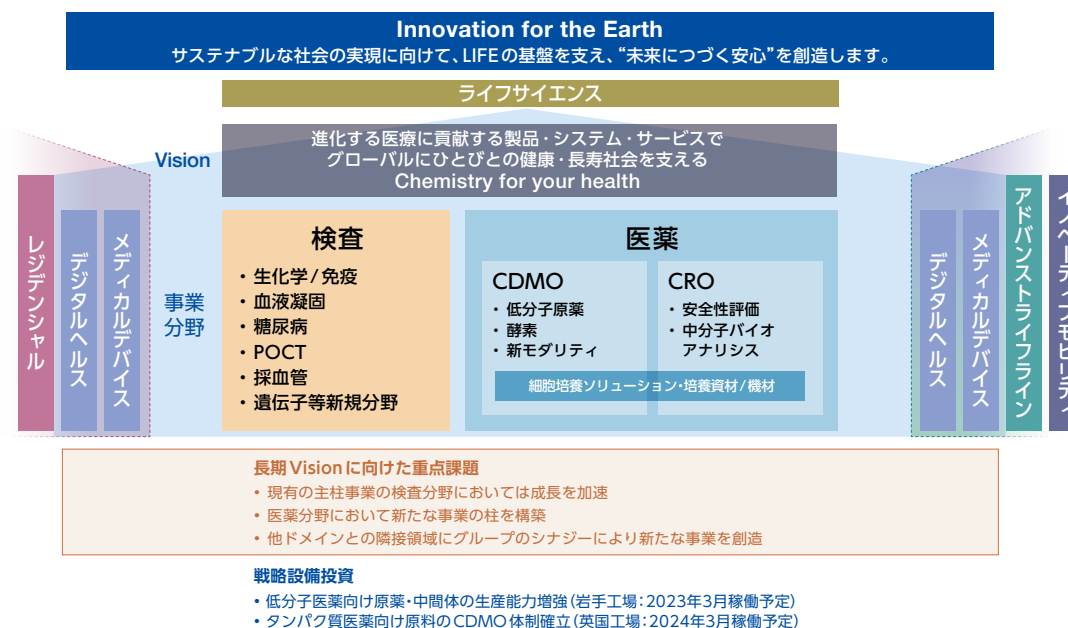 Innovation for the Earth
サステナブルな社会の実現に向けて、LIFEの基盤を支え、“未来につづく安心”を創造します。
ライフサイエンス
Vision
進化する医療に貢献する製品・システム・サービスで
グローバルにひとびとの健康・長寿社会を支える
Chemistry for your health
レジデンシャル
デジタルヘルス
メディカルデバイス
事業
分野
検査
・生化学/免疫
・血液凝固
・糖尿病
・POCT
・採血管
・遺伝子等新規分野
医薬
CDMO
・低分子原薬
・酵素
・新モダリティ
CRO
・安全性評価
・中分子バイオ
アナリシス
細胞培養ソリューション・培養資材/機材
デジタルヘルス
メディカルデバイス
アドバンストライフライン
イノベーティブモビリティ
長期Visionに向けた重点課題
• 現有の主柱事業の検査分野においては成長を加速
• 医薬分野において新たな事業の柱を構築
• 他ドメインとの隣接領域にグループのシナジーにより新たな事業を創造
戦略設備投資
• 低分子医薬向け原薬・中間体の生産能力増強(岩手工場:2023年3月稼働予定)
• タンパク質医薬向け原料のCDMO体制確立(英国工場:2024年3月稼働予定)